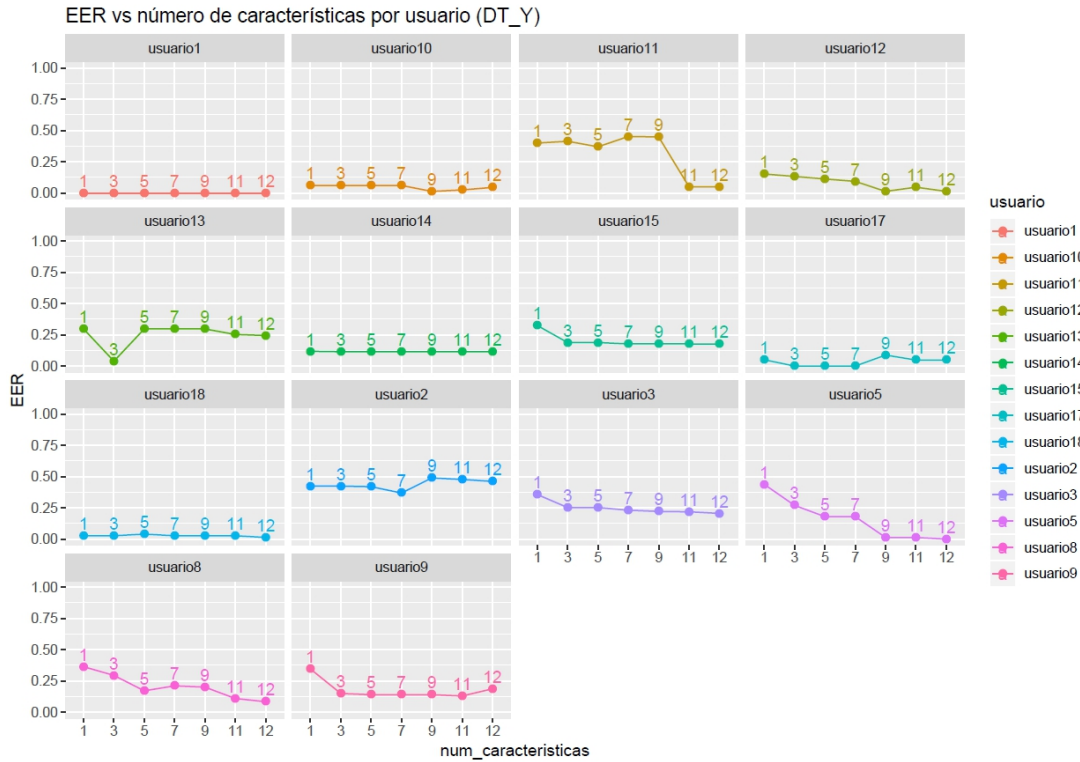 EER vs número de características por usuario (DT_Y)
usuario1 usuario10 usuario11 usuario12
1.00
0.75
0.50
0.25
0.00
1 3 5 7 9 11 12
1 3 5 7 9 11 12
1 3 5 7 9 11 12
1 3 5 7 9 11 12
usuario13 usuario14 usuario15 usuario17
1.00
0.75
0.50
0.25
0.00
1 3 5 7 9 11 12
1 3 5 7 9 11 12
1 3 5 7 9 11 12
1 3 5 7 9 11 12
usuario18 usuario2 usuario3 usuario5
1.00
0.75
0.50
0.25
0.00
1 3 5 7 9 11 12
1 3 5 7 9 11 12
1 3 5 7 9 11 12
1 3 5 7 9 11 12
1 3 5 7 9 11 12
1 3 5 7 9 11 12
usuario8 usuario9
1.00
0.75
0.50
0.25
0.00
1 3 5 7 9 11 12
1 3 5 7 9 11 12
1 3 5 7 9 11 12
1 3 5 7 9 11 12
num_caracteristicas
EER
usuario
a usuario1
a usuario10
a usuario11
a usuario12
a usuario13
a usuario14
a usuario15
a usuario17
a usuario18
a usuario2
a usuario3
a usuario5
a usuario8
a usuario9